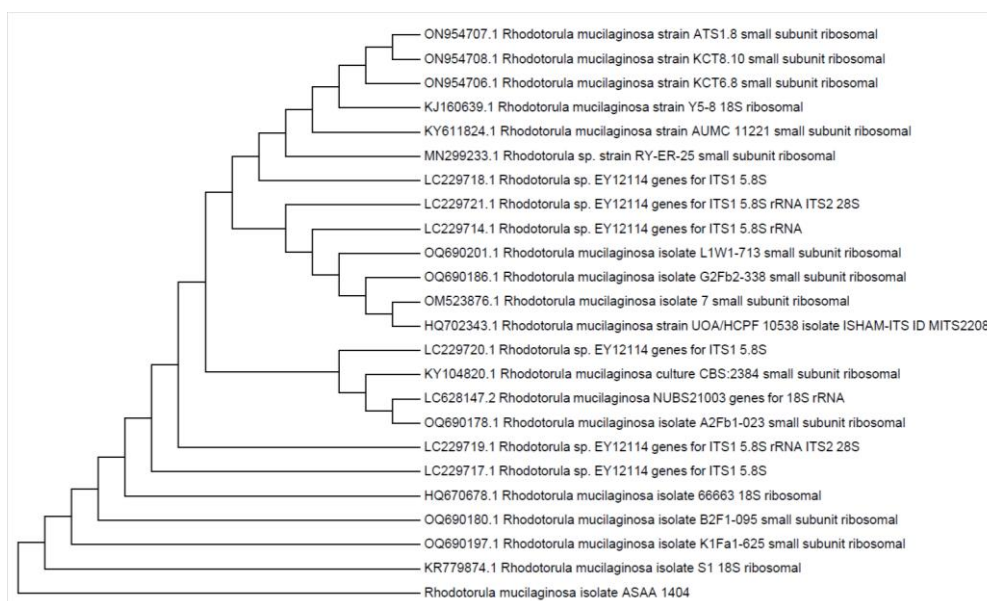 ON954707.1 Rhodotorula mucilaginosa strain ATS1.8 small subunit ribosomal
ON954708.1 Rhodotorula mucilaginosa strain KCT8.10 small subunit ribosomal
ON954706.1 Rhodotorula mucilaginosa strain KCT6.8 small subunit ribosomal
KJ160639.1 Rhodotorula mucilaginosa strain Y5-8 18S ribosomal
KY611824.1 Rhodotorula mucilaginosa strain AUMC 11221 small subunit ribosomal
MN299233.1 Rhodotorula sp. strain RY-ER-25 small subunit ribosomal
LC229718.1 Rhodotorula sp. EY12114 genes for ITS1 5.8S
LC229721.1 Rhodotorula sp. EY12114 genes for ITS1 5.8S rRNA ITS2 28S
LC229714.1 Rhodotorula sp. EY12114 genes for ITS1 5.8S rRNA
OQ690201.1 Rhodotorula mucilaginosa isolate L1W1-713 small subunit ribosomal
OQ690186.1 Rhodotorula mucilaginosa isolate G2Fb2-338 small subunit ribosomal
OM523876.1 Rhodotorula mucilaginosa isolate 7 small subunit ribosomal
HQ702343.1 Rhodotorula mucilaginosa strain UOA/HCPF 10538 isolate ISHAM-ITS ID MITS2208
LC229720.1 Rhodotorula sp. EY12114 genes for ITS1 5.8S
KY104820.1 Rhodotorula mucilaginosa culture CBS:2384 small subunit ribosomal
LC628147.2 Rhodotorula mucilaginosa NUBS21003 genes for 18S rRNA
OQ690178.1 Rhodotorula mucilaginosa isolate A2Fb1-023 small subunit ribosomal
LC229719.1 Rhodotorula sp. EY12114 genes for ITS1 5.8S rRNA ITS2 28S
LC229717.1 Rhodotorula sp. EY12114 genes for ITS1 5.8S
HQ670678.1 Rhodotorula mucilaginosa isolate 66663 18S ribosomal
OQ690180.1 Rhodotorula mucilaginosa isolate B2F1-095 small subunit ribosomal
OQ690197.1 Rhodotorula mucilaginosa isolate K1Fa1-625 small subunit ribosomal
KR779874.1 Rhodotorula mucilaginosa isolate S1 18S ribosomal
Rhodotorula mucilaginosa isolate ASAA 1404